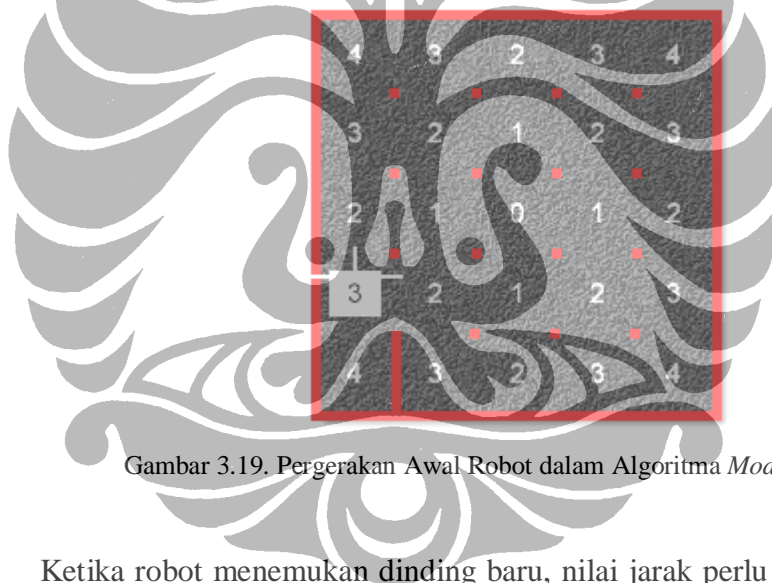 4 3 2 3 4
3 2 1 2 3
2 1 0 1 2
3 2 1 2 3
4 3 2 3 4
Gambar 3.19. Pergerakan Awal Robot dalam Algoritma
Ketika robot menemukan dinding baru, nilai jarak perlu